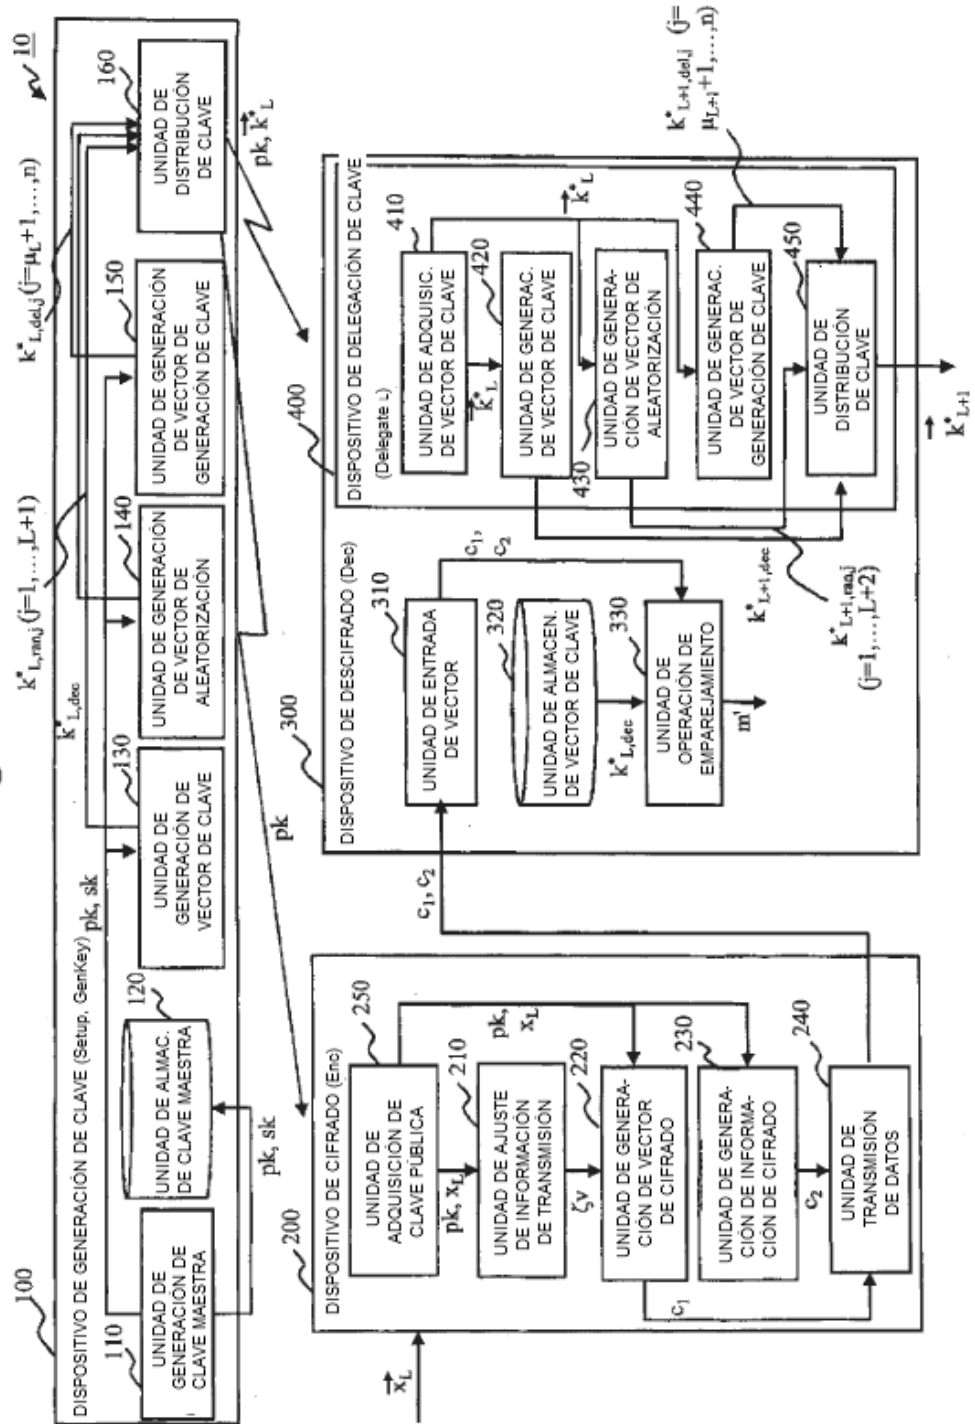 10
100
DISPOSITIVO DE GENERACIÓN DE CLAVE (Setup, GenKey)
110
UNIDAD DE
GENERACIÓN DE
CLAVE MAESTRA
120
UNIDAD DE ALMAC.
DE CLAVE MAESTRA
pk, sk
pk, sk
130
UNIDAD DE
GENERACIÓN DE
VECTOR DE CLAVE
k*L,dec
140
UNIDAD DE GENERACIÓN
DE VECTOR DE
ALEATORIZACIÓN
k*L,ran,j (j=1,...,L+1)
150
UNIDAD DE GENERACIÓN
DE VECTOR DE
GENERACIÓN DE CLAVE
k*L,del,j (j=μL+1,...,n)
160
UNIDAD DE
DISTRIBUCIÓN
DE CLAVE
pk, k*L
pk
200
DISPOSITIVO DE CIFRADO (Enc)
xL
250
UNIDAD DE
ADQUISICIÓN DE
CLAVE PÚBLICA
pk, xL
pk,
xL
210
UNIDAD DE AJUSTE
DE INFORMACIÓN
DE TRANSMISIÓN
ζv
220
UNIDAD DE GENERA-
CIÓN DE VECTOR
DE CIFRADO
c1
230
UNIDAD DE GENERA-
CIÓN DE INFORMA-
CIÓN DE CIFRADO
c2
240
UNIDAD DE
TRANSMISIÓN
DE DATOS
c1, c2
300
DISPOSITIVO DE DESCIFRADO (Dec)
310
UNIDAD DE ENTRADA
DE VECTOR
c1,
c2
320
UNIDAD DE ALMACEN.
DE VECTOR DE CLAVE
k*L,dec
330
UNIDAD DE
OPERACIÓN DE
EMPAREJAMIENTO
m'
400
DISPOSITIVO DE DELEGACIÓN DE CLAVE
(Delegate L)
410
UNIDAD DE ADQUISIC.
DE VECTOR DE CLAVE
k*L
k*L
420
UNIDAD DE GENERAC.
DE VECTOR DE CLAVE
430
UNIDAD DE GENERA-
CIÓN DE VECTOR DE
ALEATORIZACIÓN
440
UNIDAD DE GENERAC.
DE VECTOR DE
GENERACIÓN DE CLAVE
450
UNIDAD DE
DISTRIBUCIÓN
DE CLAVE
k*L+1,dec
k*L+1,ran,j
(j=1,...,L+2)
k*L+1,del,j (j=
μL+1+1,...,n)
k*L+1